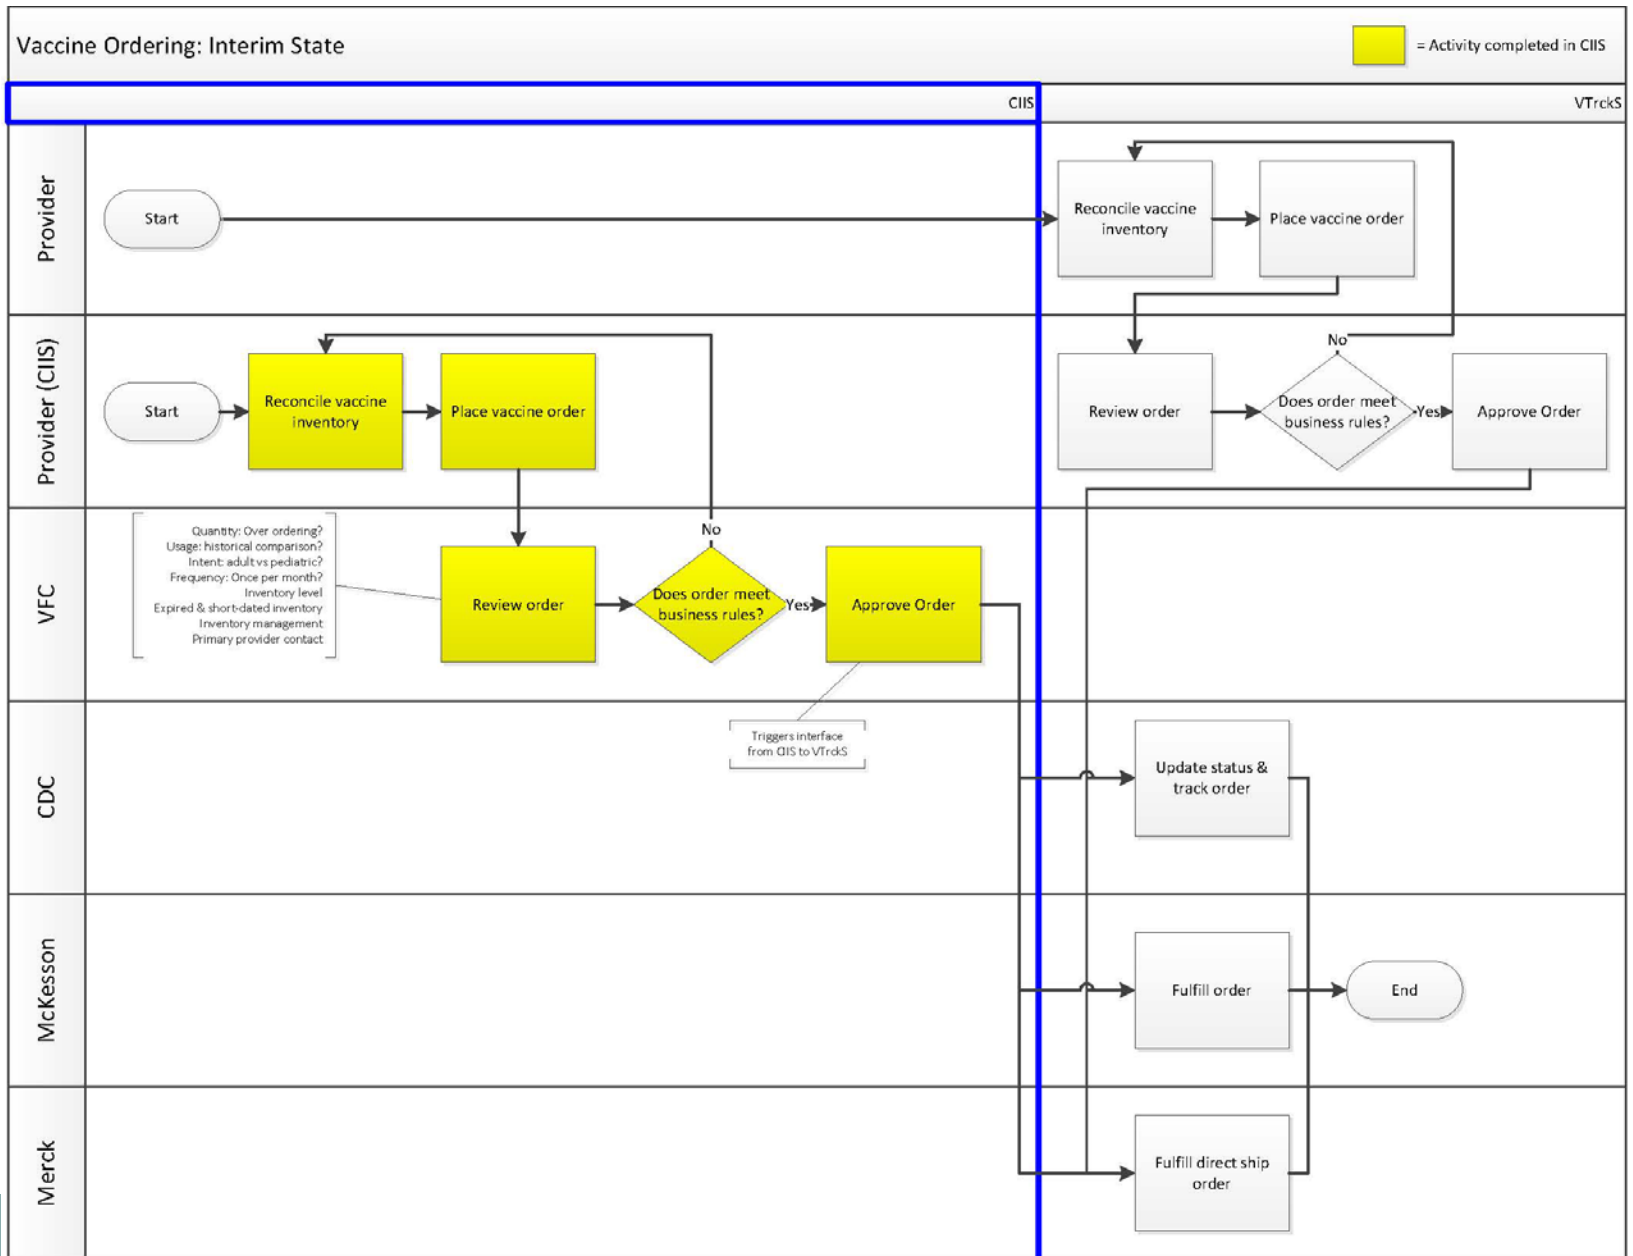 Vaccine Ordering: Interim State
= Activity completed in CIIS
CIIS
VTrckS
Provider
Start
Reconcile vaccine
inventory
Place vaccine order
Provider (CIIS)
Start
Reconcile vaccine
inventory
Place vaccine order
Review order
No
Does order meet
business rules?
Yes
Approve Order
VFC
Quantity: Over ordering?
Usage: historical comparison?
Intent: adult vs pediatric?
Frequency: Once per month?
Inventory level
Expired & short-dated inventory
Inventory management
Primary provider contact
Review order
No
Does order meet
business rules?
Yes
Approve Order
CDC
Triggers interface
from CIIS to VTrckS
Update status &
track order
McKesson
Fulfill order
End
Merck
Fulfill direct ship
order